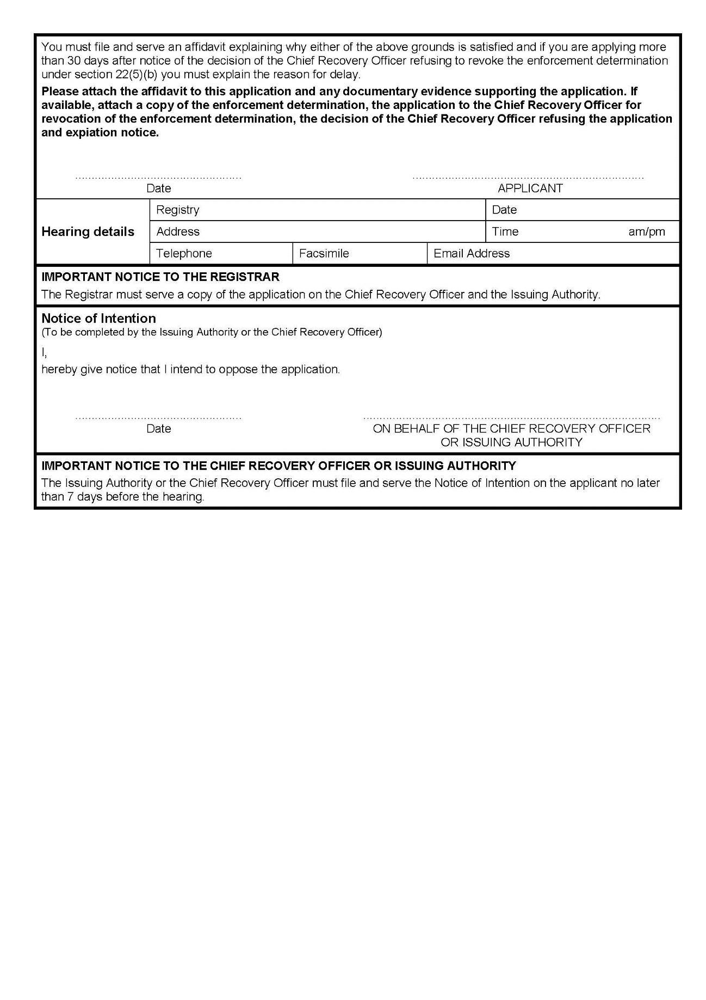 You must file and serve an affidavit explaining why either of the above grounds is satisfied and if you are applying more
than 30 days after notice of the decision of the Chief Recovery Officer refusing to revoke the enforcement determination
under section 22(5)(b) you must explain the reason for delay.
Please attach the affidavit to this application and any documentary evidence supporting the application. If
available, attach a copy of the enforcement determination, the application to the Chief Recovery Officer for
revocation of the enforcement determination, the decision of the Chief Recovery Officer refusing the application
and expiation notice.
Date APPLICANT
Registry Date
Hearing details Address Time am/pm
Telephone Facsimile Email Address
IMPORTANT NOTICE TO THE REGISTRAR
The Registrar must serve a copy of the application on the Chief Recovery Officer and the Issuing Authority.
Notice of Intention
(To be completed by the Issuing Authority or the Chief Recovery Officer)
I,
hereby give notice that I intend to oppose the application.
Date ON BEHALF OF THE CHIEF RECOVERY OFFICER
OR ISSUING AUTHORITY
IMPORTANT NOTICE TO THE CHIEF RECOVERY OFFICER OR ISSUING AUTHORITY
The Issuing Authority or the Chief Recovery Officer must file and serve the Notice of Intention on the applicant no later
than 7 days before the hearing.